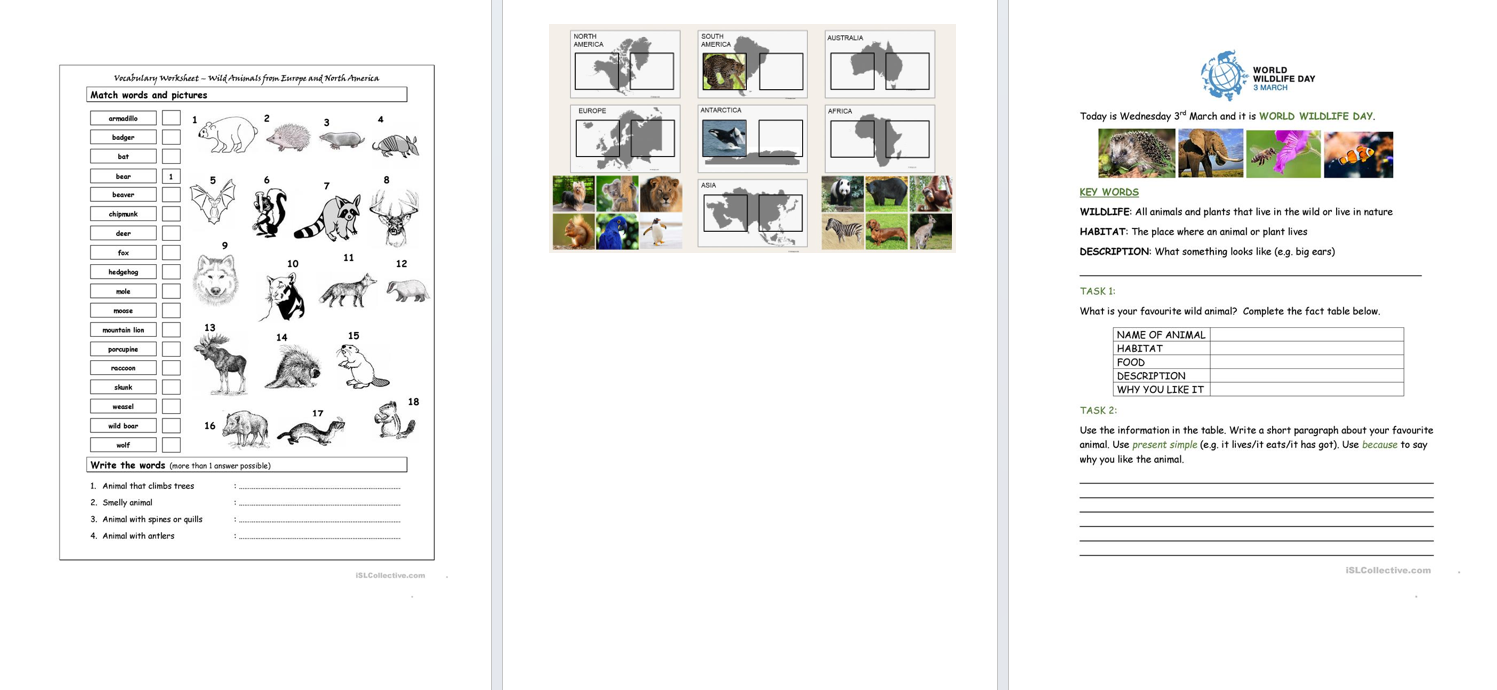 Vocabulary Worksheet – Wild Animals from Europe and North America
Match words and pictures
armadillo
badger
bat
bear 1
beaver
chipmunk
deer
fox
hedgehog
mole
moose
mountain lion
porcupine
raccoon
skunk
weasel
wild boar
wolf
1 2 3 4
5 6 7 8
9 10 11 12
13 14 15
16 17 18
Write the words (more than 1 answer possible)
1. Animal that climbs trees :
2. Smelly animal :
3. Animal with spines or quills :
4. Animal with antlers :
iSLCollective.com
NORTH
AMERICA
SOUTH
AMERICA
AUSTRALIA
EUROPE
ANTARCTICA
AFRICA
ASIA
WORLD
WILDLIFE DAY
3 MARCH
Today is Wednesday 3rd March and it is WORLD WILDLIFE DAY.
KEY WORDS
WILDLIFE: All animals and plants that live in the wild or live in nature
HABITAT: The place where an animal or plant lives
DESCRIPTION: What something looks like (e.g. big ears)
TASK 1:
What is your favourite wild animal? Complete the fact table below.
NAME OF ANIMAL
HABITAT
FOOD
DESCRIPTION
WHY YOU LIKE IT
TASK 2:
Use the information in the table. Write a short paragraph about your favourite
animal. Use present simple (e.g. it lives/it eats/it has got). Use because to say
why you like the animal.
iSLCollective.com